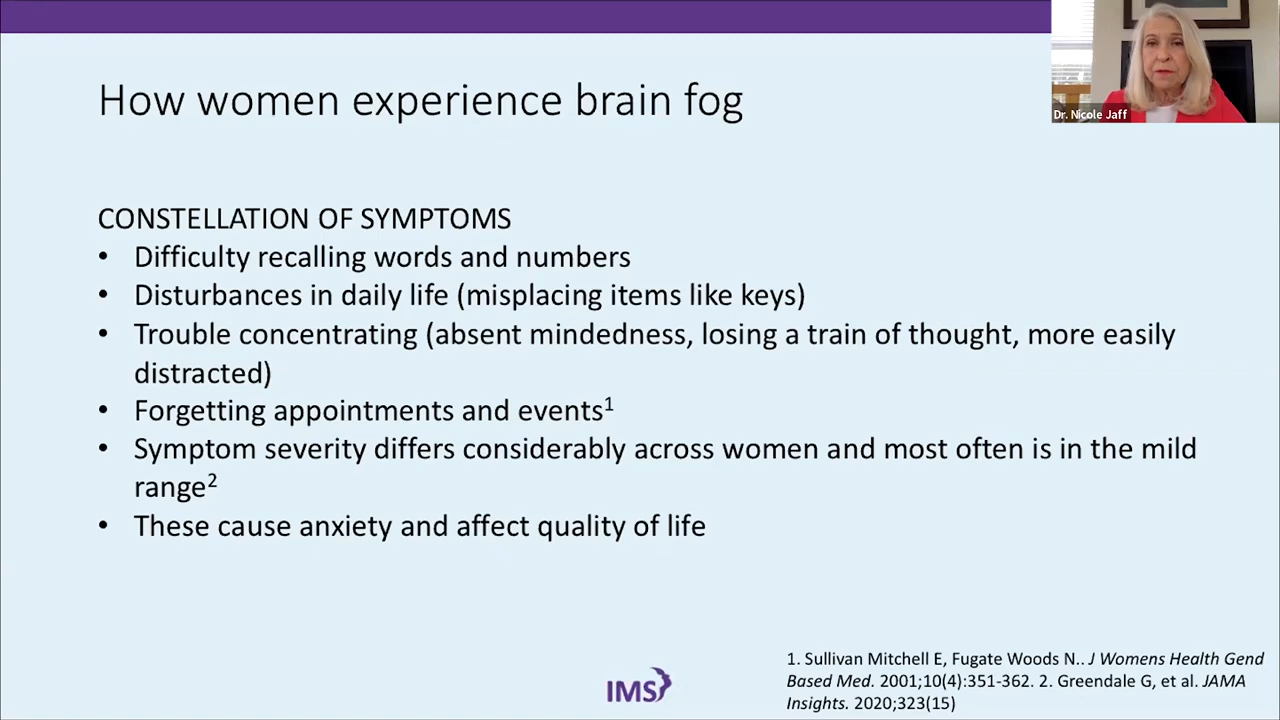 How women experience brain fog
Dr. Nicole Jaff
CONSTELLATION OF SYMPTOMS
• Difficulty recalling words and numbers
• Disturbances in daily life (misplacing items like keys)
• Trouble concentrating (absent mindedness, losing a train of thought, more easily
distracted)
• Forgetting appointments and events1
• Symptom severity differs considerably across women and most often is in the mild
range2
• These cause anxiety and affect quality of life
IMS
1. Sullivan Mitchell E, Fugate Woods N.. J Womens Health Gend
Based Med. 2001;10(4):351-362. 2. Greendale G, et al. JAMA
Insights. 2020;323(15)